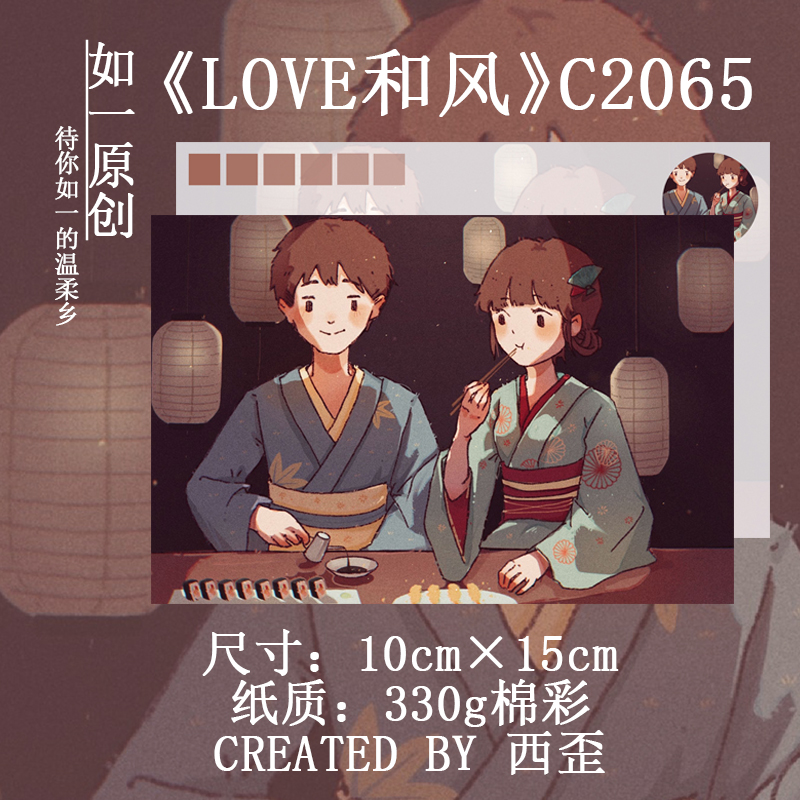 《LOVE和风》C2065
如一原创
待你如一的温柔乡
尺寸：10cm×15cm
纸质：330g棉彩
CREATED BY 西歪